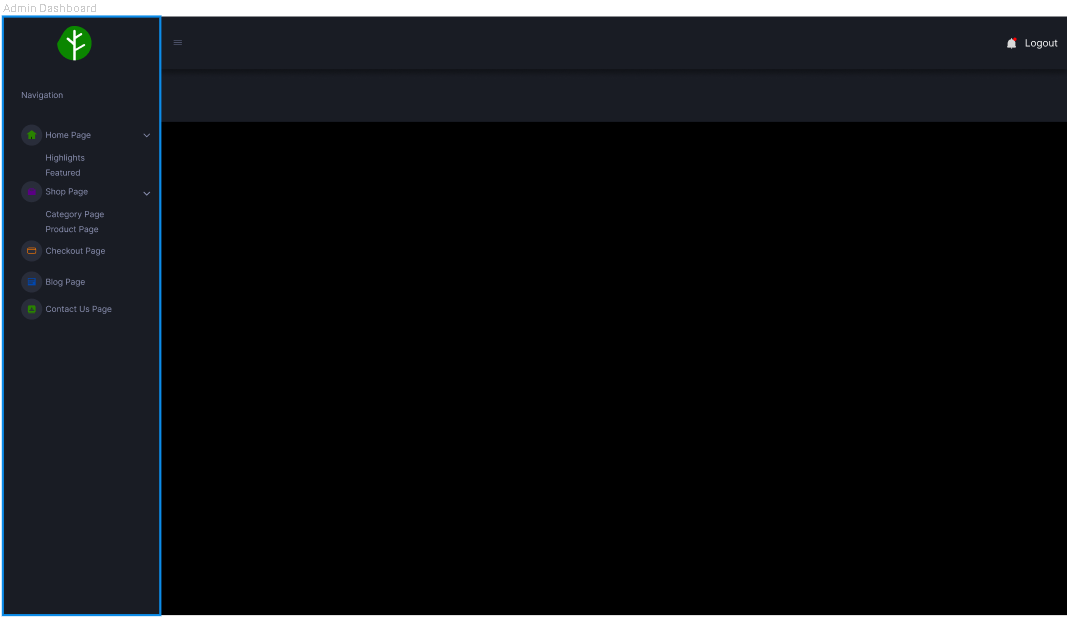 Admin Dashboard
Logout
Navigation
Home Page
Highlights
Featured
Shop Page
Category Page
Product Page
Checkout Page
Blog Page
Contact Us Page